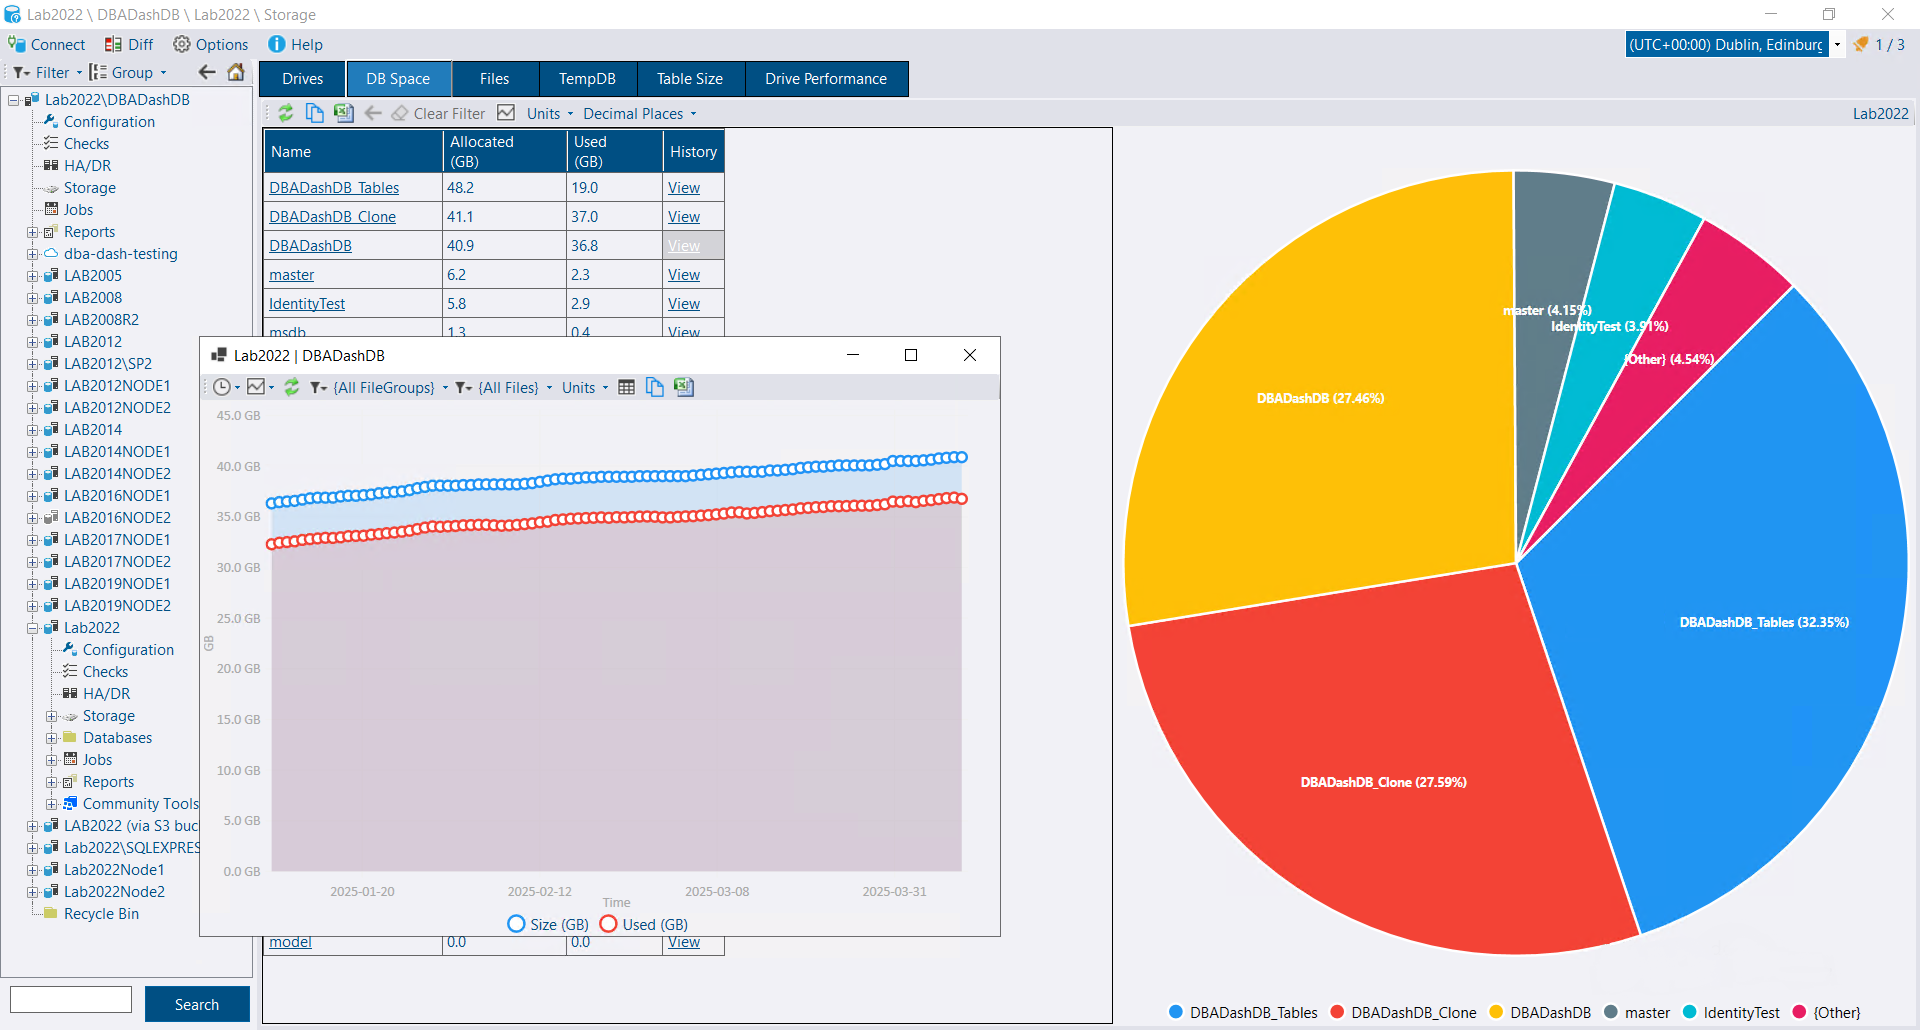 Lab2022 \ DBADashDB \ Lab2022 \ Storage
Connect Diff Options Help
(UTC+00:00) Dublin, Edinburg 1 / 3
Filter Group
Drives DB Space Files TempDB Table Size Drive Performance
Clear Filter Units Decimal Places Lab2022
Lab2022\DBADashDB
Configuration
Checks
HA/DR
Storage
Jobs
Reports
dba-dash-testing
LAB2005
LAB2008
LAB2008R2
LAB2012
LAB2012\SP2
LAB2012NODE1
LAB2012NODE2
LAB2014
LAB2014NODE1
LAB2014NODE2
LAB2016NODE1
LAB2016NODE2
LAB2017NODE1
LAB2017NODE2
LAB2019NODE1
LAB2019NODE2
Lab2022
Configuration
Checks
HA/DR
Storage
Databases
Jobs
Reports
Community Tools
LAB2022 (via S3 buc
Lab2022\SQLEXPRES
Lab2022Node1
Lab2022Node2
Recycle Bin
Search
Name Allocated (GB) Used (GB) History
DBADashDB_Tables 48.2 19.0 View
DBADashDB_Clone 41.1 37.0 View
DBADashDB 40.9 36.8 View
master 6.2 2.3 View
IdentityTest 5.8 2.9 View
msdb 1.3 0.4 View
Lab2022 | DBADashDB
{All FileGroups} {All Files} Units
45.0 GB
40.0 GB
35.0 GB
30.0 GB
25.0 GB
20.0 GB
15.0 GB
10.0 GB
5.0 GB
0.0 GB
GB
2025-01-20 2025-02-12 2025-03-08 2025-03-31
Time
Size (GB) Used (GB)
model 0.0 0.0 View
master (4.15%)
IdentityTest (3.91%)
{Other} (4.54%)
DBADashDB (27.46%)
DBADashDB_Tables (32.35%)
DBADashDB_Clone (27.59%)
DBADashDB_Tables DBADashDB_Clone DBADashDB master IdentityTest {Other}